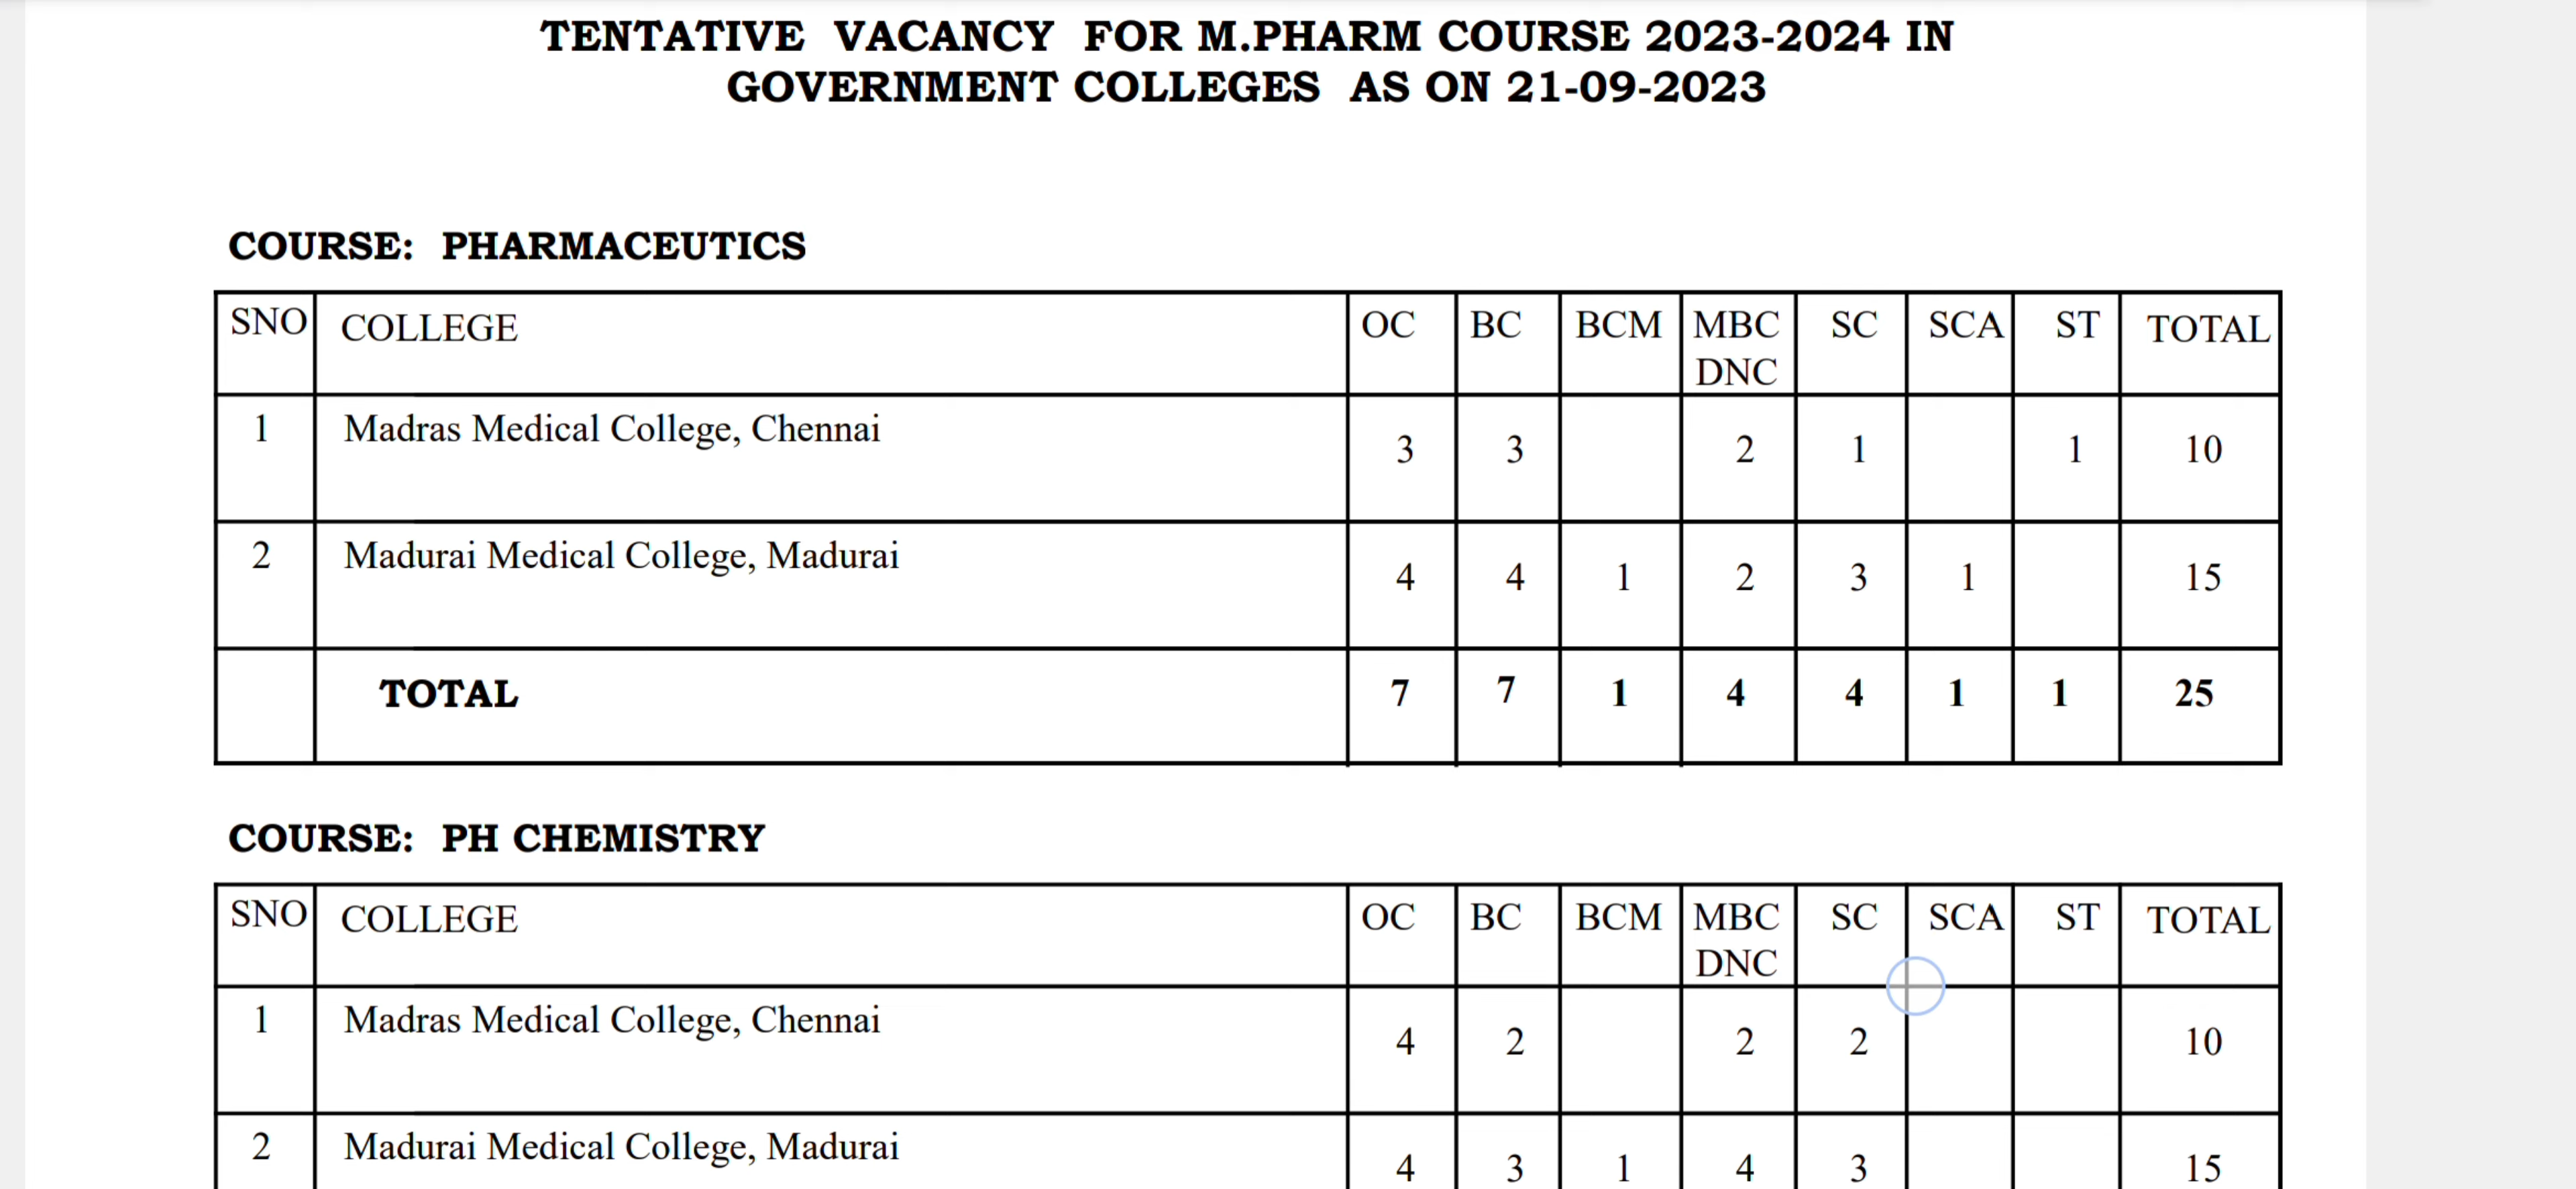 TENTATIVE VACANCY FOR M.PHARM COURSE 2023-2024 IN
GOVERNMENT COLLEGES AS ON 21-09-2023
COURSE: PHARMACEUTICS
SNO COLLEGE OC BC BCM MBC SC SCA ST TOTAL
DNC
1 Madras Medical College, Chennai 3 3 2 1 1 10
2 Madurai Medical College, Madurai 4 4 1 2 3 1 15
TOTAL 7 7 1 4 4 1 1 25
COURSE: PH CHEMISTRY
SNO COLLEGE OC BC BCM MBC SC SCA ST TOTAL
DNC
1 Madras Medical College, Chennai 4 2 2 2 10
2 Madurai Medical College, Madurai 4 3 1 4 3 15